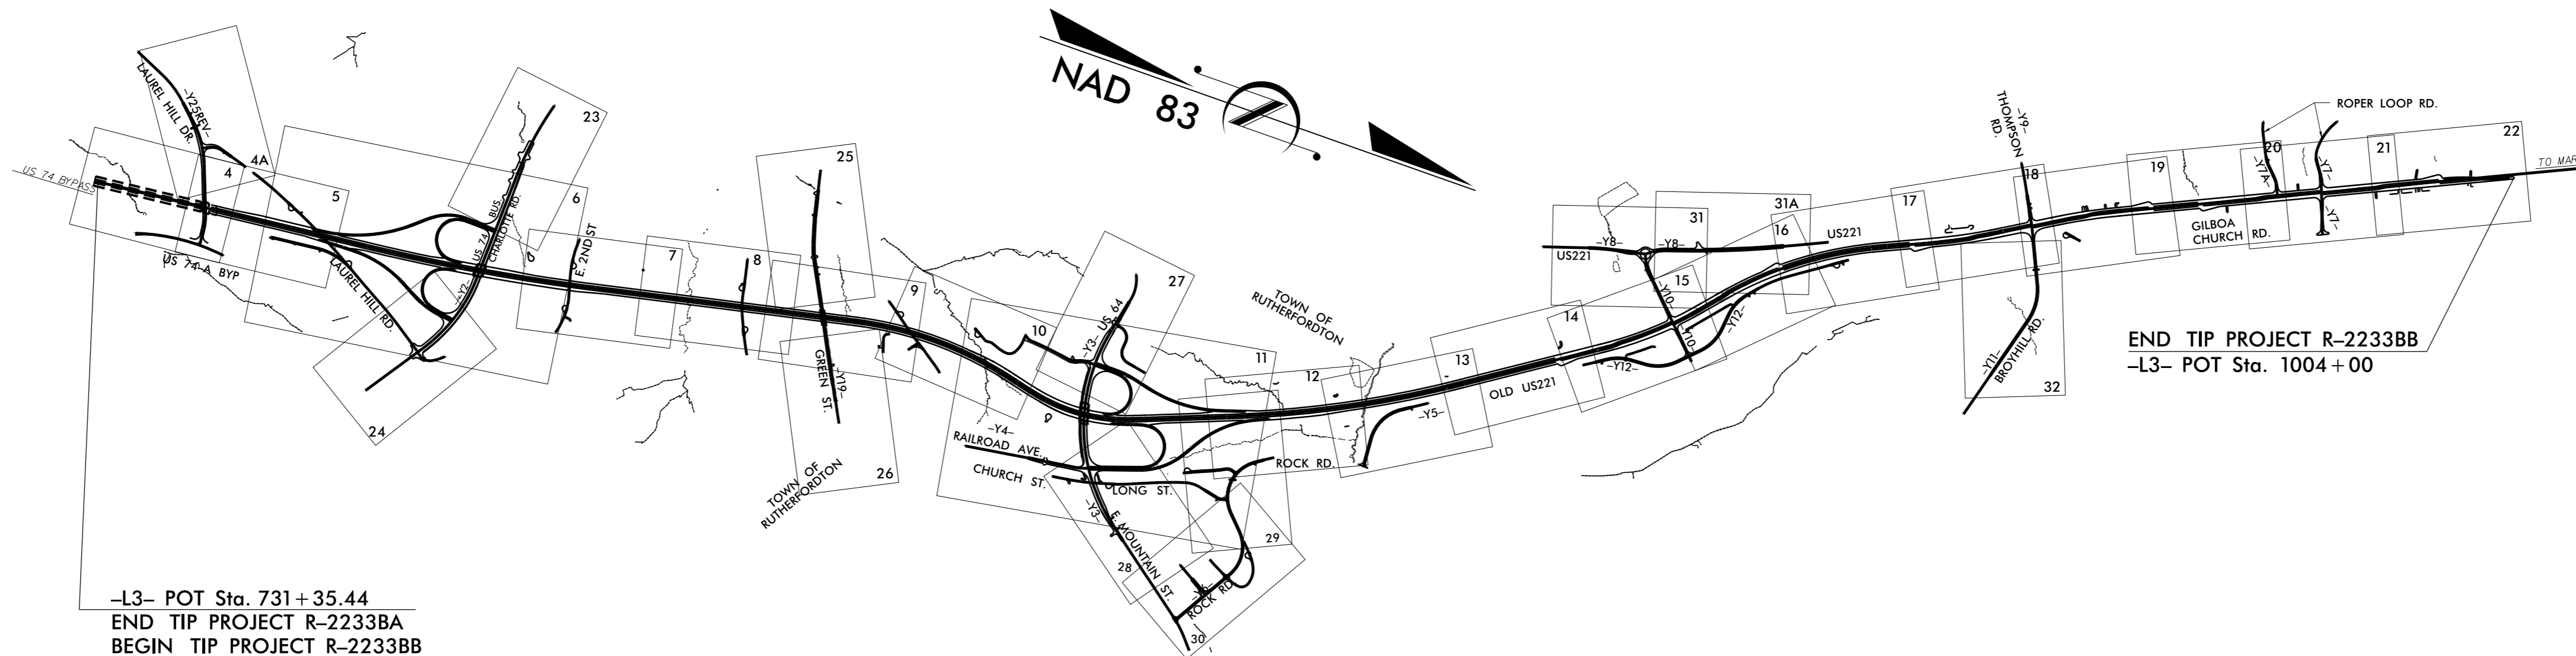 NAD 83
LAUREL HILL DR.
–Y25REV–
4A
4
5
US 74 BYPASS
US 74-A BYP
LAUREL HILL RD.
23
BUS.
US 74
CHARLOTTE RD.
–Y2–
6
E. 2ND ST
24
7
8
25
GREEN ST.
–Y19–
26
9
TOWN OF
RUTHERFORDTON
10
27
–Y3– US 64
TOWN OF
RUTHERFORDTON
11
12
–Y4–
RAILROAD AVE.
CHURCH ST.
LONG ST.
ROCK RD.
–Y3–
E. MOUNTAIN ST.
28
29
ROCK RD.
30
–Y5–
13
OLD US221
14
–Y12–
15
–Y10–
–Y10–
–Y12–
31
–Y8–
–Y8–
US221
31A
16
US221
17
–Y9–
THOMPSON
RD.
18
–Y11–
BROYHILL RD.
32
19
GILBOA
CHURCH RD.
ROPER LOOP RD.
20
–Y7A–
–Y7–
–Y7–
21
22
TO MAR
END TIP PROJECT R–2233BB
–L3– POT Sta. 1004+00
–L3– POT Sta. 731+35.44
END TIP PROJECT R–2233BA
BEGIN TIP PROJECT R–2233BB